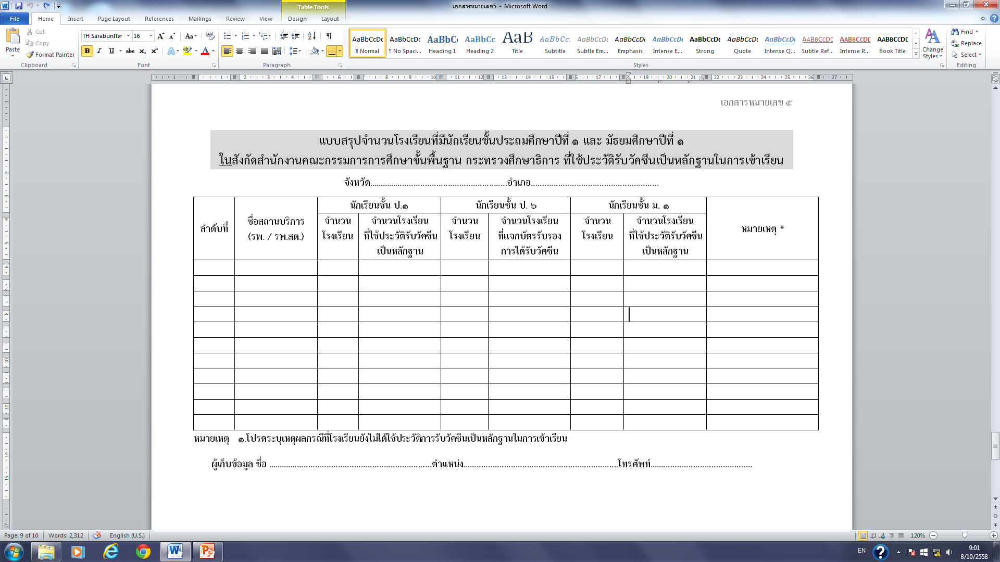 เอกสารหมายเลข5 - Microsoft Word
Table Tools
File Home Insert Page Layout References Mailings Review View Design Layout
Paste
Cut
Copy
Format Painter
Clipboard
TH SarabunIT๙ 16
Font
Paragraph
AaBbCcDc AaBbCcDc AaBbC AaBbCc AaB AaBbCcI AaBbCcDc AaBbCcDc AaBbCcDc AaBbCcDc AaBbCcDc AaBbCcDc AaBbCcDc AaBbCcDc AaBbCcDc
¶ Normal ¶ No Spaci... Heading 1 Heading 2 Title Subtitle Subtle Em... Emphasis Intense E... Strong Quote Intense Q... Subtle Ref... Intense R... Book Title
Styles
Change Styles
Find
Replace
Select
Editing
เอกสารหมายเลข ๕
แบบสรุปจำนวนโรงเรียนที่มีนักเรียนชั้นประถมศึกษาปีที่ ๑ และ มัธยมศึกษาปีที่ ๑
ในสังกัดสำนักงานคณะกรรมการการศึกษาขั้นพื้นฐาน กระทรวงศึกษาธิการ ที่ใช้ประวัติรับวัคซีนเป็นหลักฐานในการเข้าเรียน
จังหวัด............................................................อำเภอ........................................................
ลำดับที่
ชื่อสถานบริการ
(รพ. / รพ.สต.)
นักเรียนชั้น ป.๑
จำนวน
โรงเรียน
จำนวนโรงเรียน
ที่ใช้ประวัติรับวัคซีน
เป็นหลักฐาน
นักเรียนชั้น ป. ๖
จำนวน
โรงเรียน
จำนวนโรงเรียน
ที่แจกบัตรรับรอง
การได้รับวัคซีน
นักเรียนชั้น ม. ๑
จำนวน
โรงเรียน
จำนวนโรงเรียน
ที่ใช้ประวัติรับวัคซีน
เป็นหลักฐาน
หมายเหตุ *
หมายเหตุ ๑.โปรดระบุเหตุผลกรณีที่โรงเรียนยังไม่ได้ใช้ประวัติการรับวัคซีนเป็นหลักฐานในการเข้าเรียน
ผู้เก็บข้อมูล ชื่อ .......................................................................ตำแหน่ง....................................................................โทรศัพท์.............................................
Page: 9 of 10 Words: 2,312 English (U.S.) 120%
EN
9:01
8/10/2558